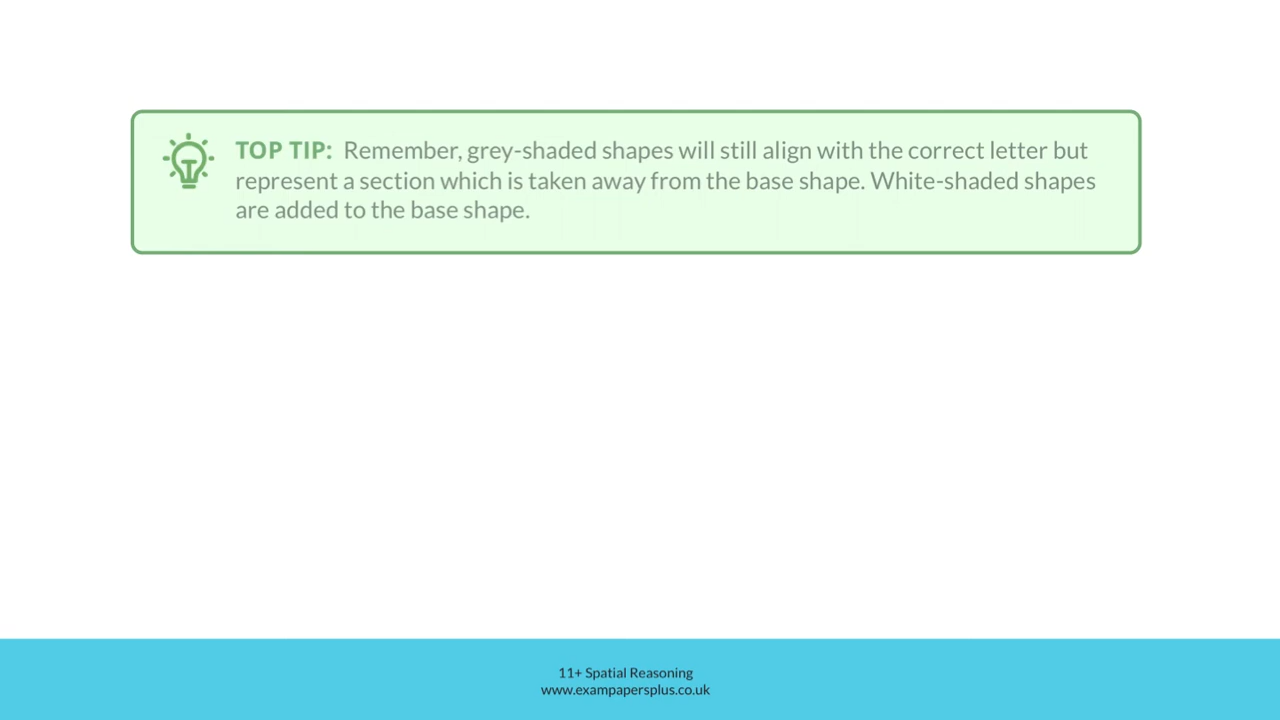 TOP TIP: Remember, grey-shaded shapes will still align with the correct letter but
represent a section which is taken away from the base shape. White-shaded shapes
are added to the base shape.
11+ Spatial Reasoning
www.exampapersplus.co.uk